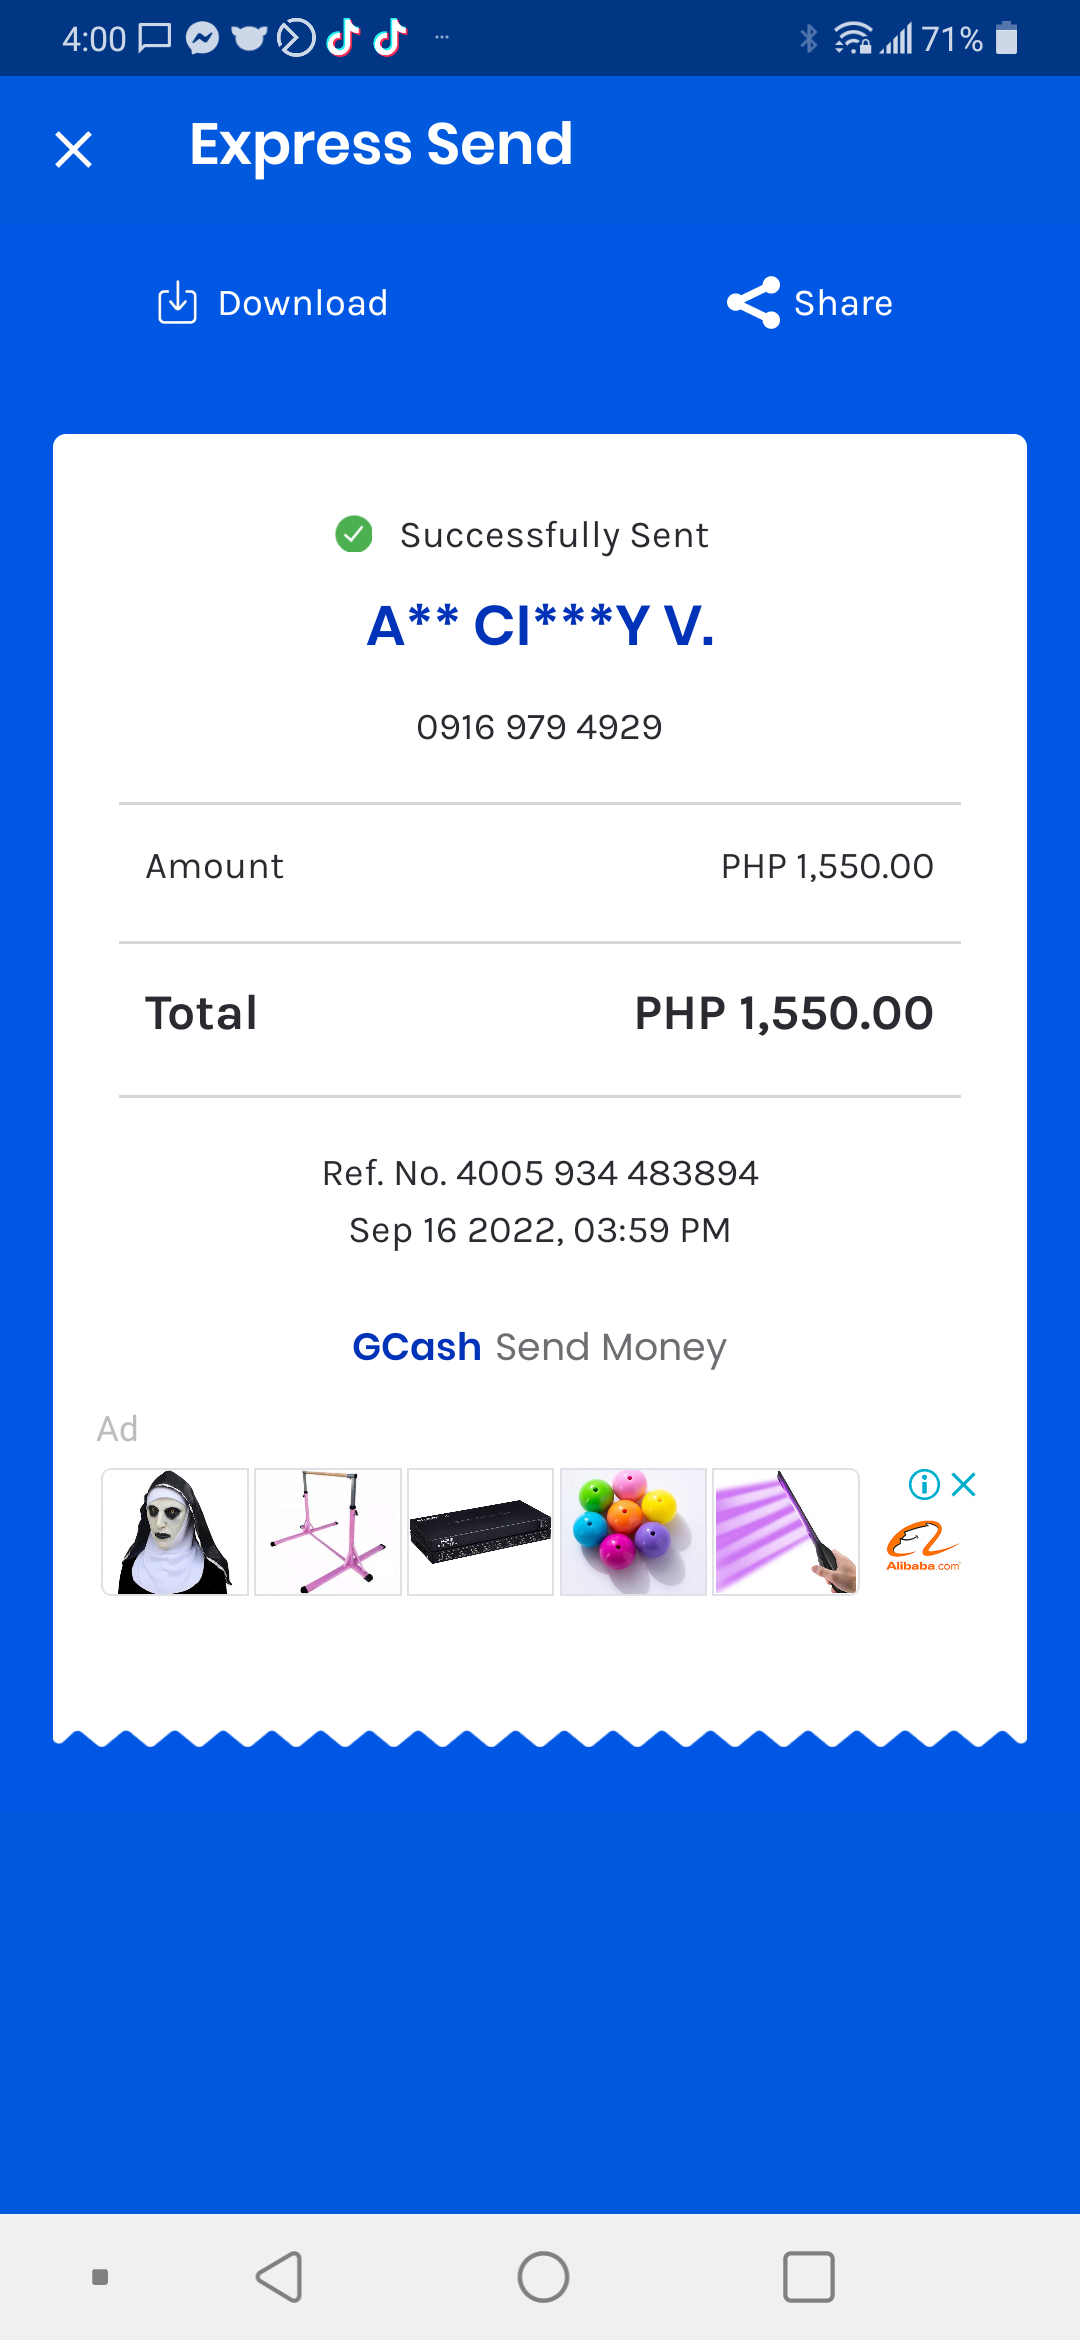 4:00 71%
Express Send
Download Share
Successfully Sent
A** Cl***Y V.
0916 979 4929
Amount PHP 1,550.00
Total PHP 1,550.00
Ref. No. 4005 934 483894
Sep 16 2022, 03:59 PM
GCash Send Money
Ad
Alibaba.com